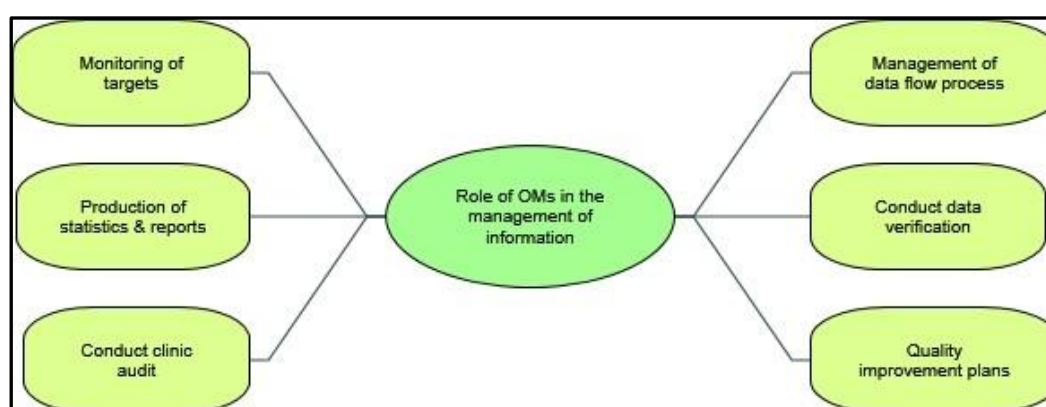 Monitoring of
targets
Production of
statistics & reports
Conduct clinic
audit
Role of OMs in the
management of
information
Management of
data flow process
Conduct data
verification
Quality
improvement plans